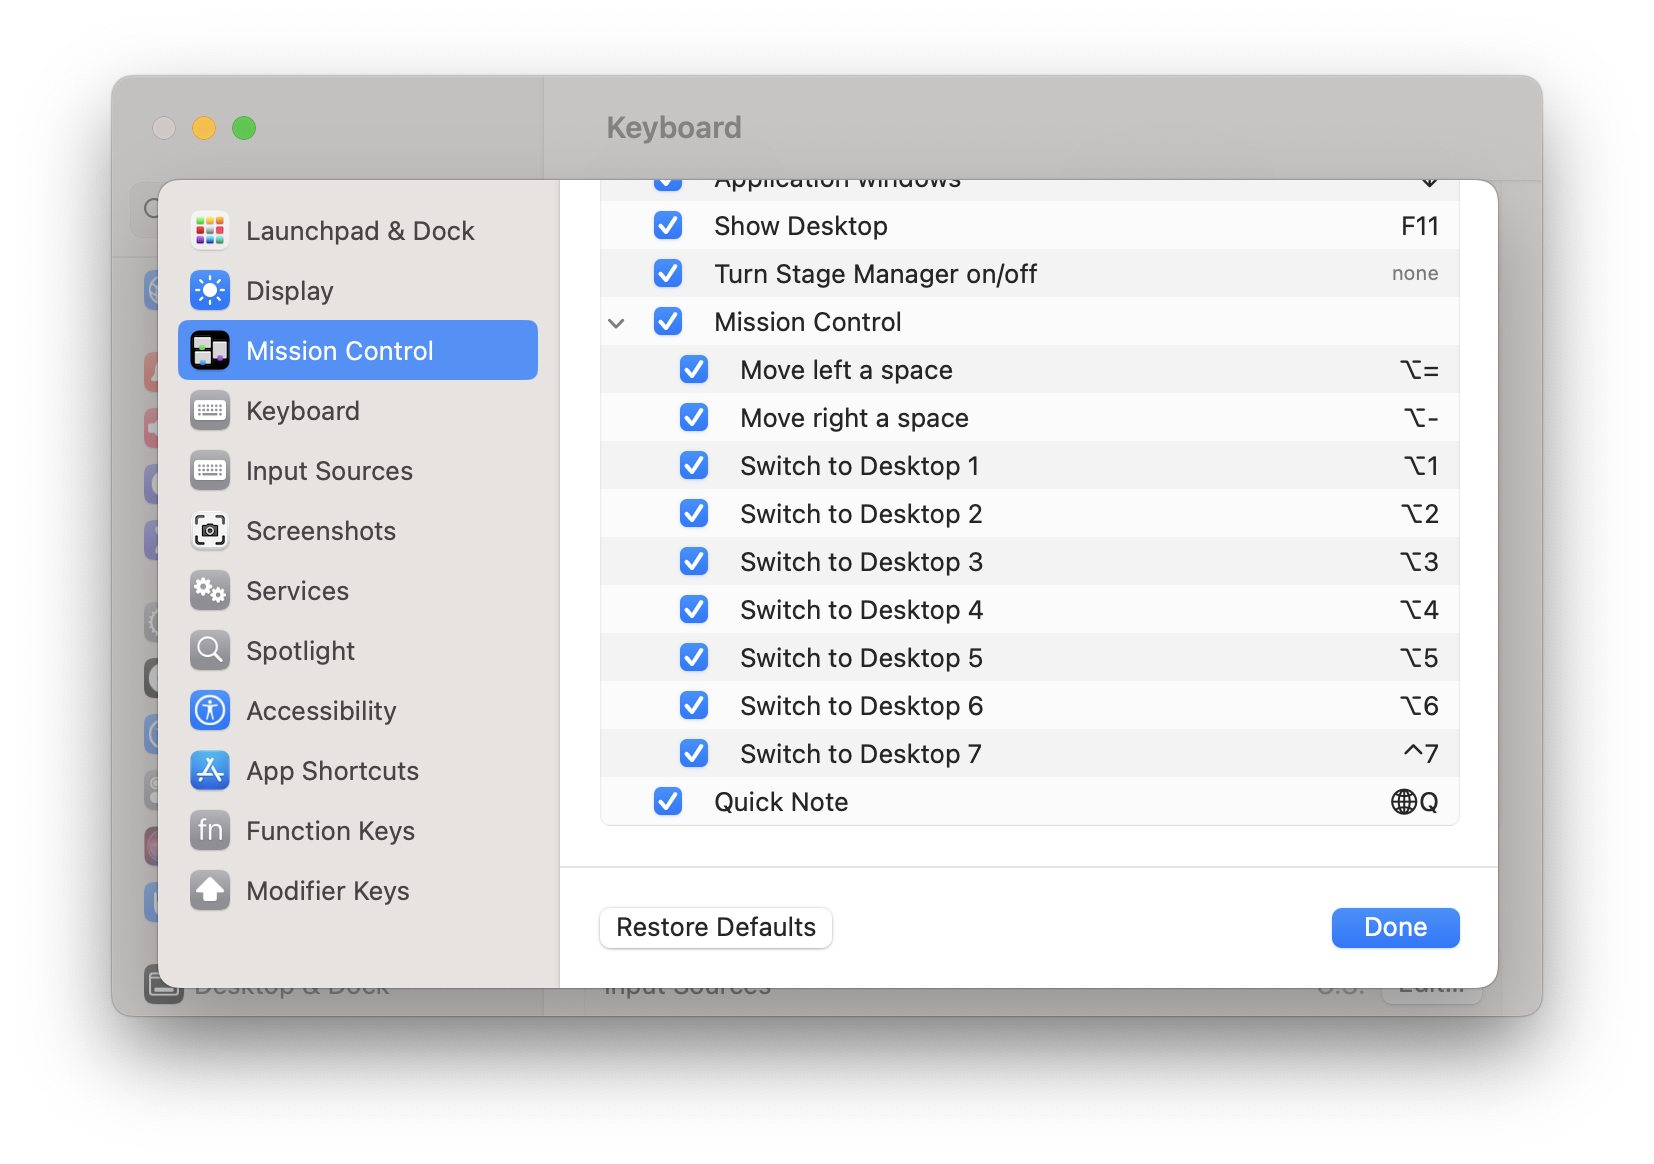 Keyboard
Launchpad & Dock
Display
Mission Control
Keyboard
Input Sources
Screenshots
Services
Spotlight
Accessibility
App Shortcuts
fn Function Keys
Modifier Keys
Application windows ↓
Show Desktop F11
Turn Stage Manager on/off none
Mission Control
Move left a space ⌥=
Move right a space ⌥-
Switch to Desktop 1 ⌥1
Switch to Desktop 2 ⌥2
Switch to Desktop 3 ⌥3
Switch to Desktop 4 ⌥4
Switch to Desktop 5 ⌥5
Switch to Desktop 6 ⌥6
Switch to Desktop 7 ^7
Quick Note 🌐Q
Restore Defaults Done
Desktop & Dock
Input Sources U.S. Edit...